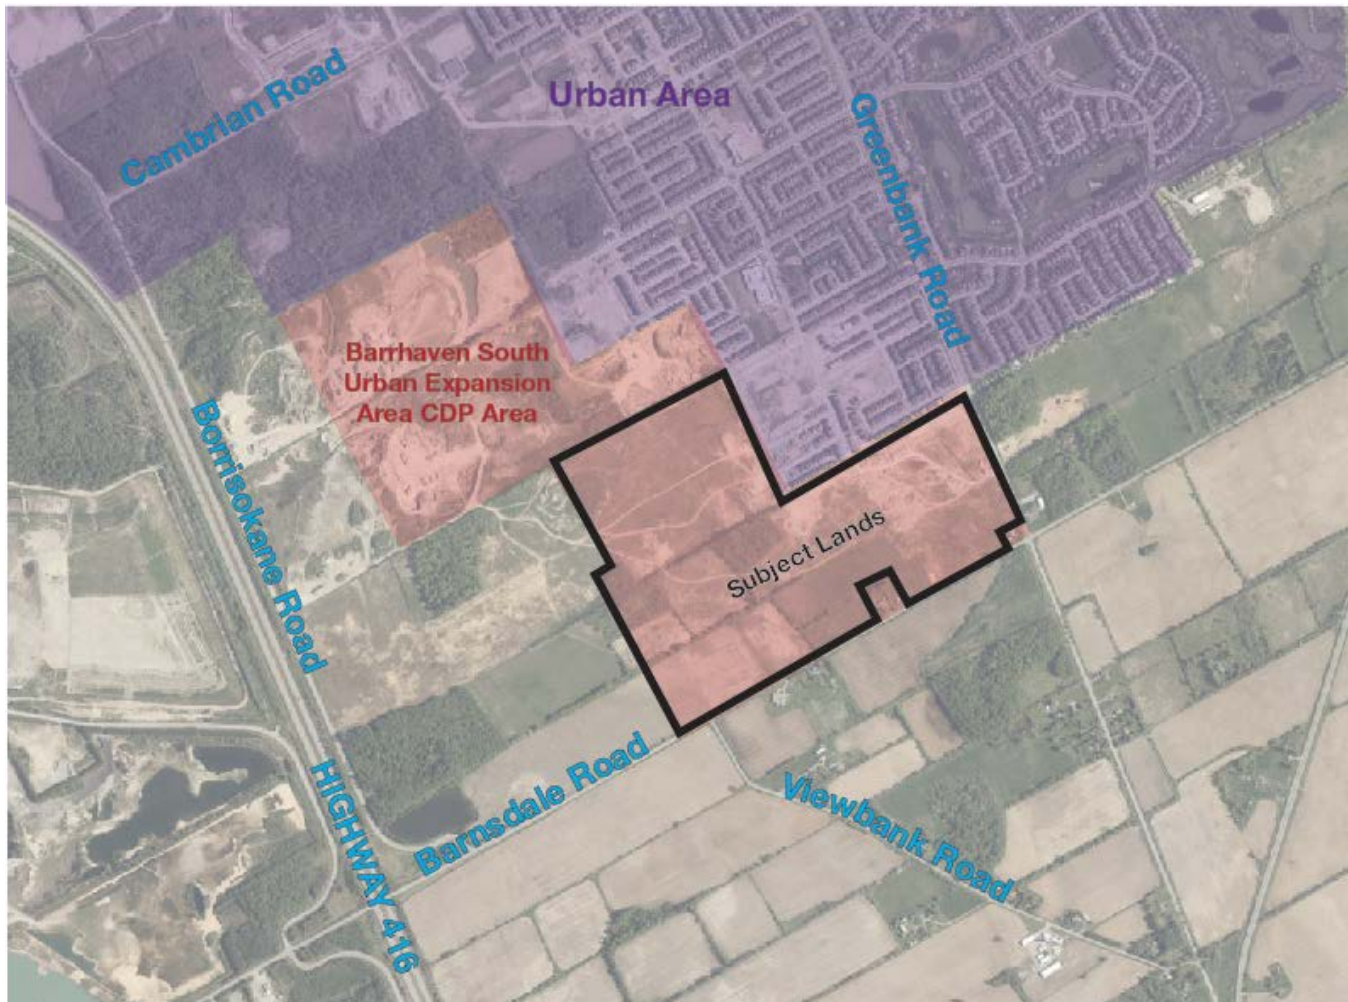 Cambrian Road
Urban Area
Greenbank Road
Barrhaven South
Urban Expansion
Area CDP Area
Borrisokane Road
Subject Lands
HIGHWAY 416
Barnsdale Road
Viewbank Road